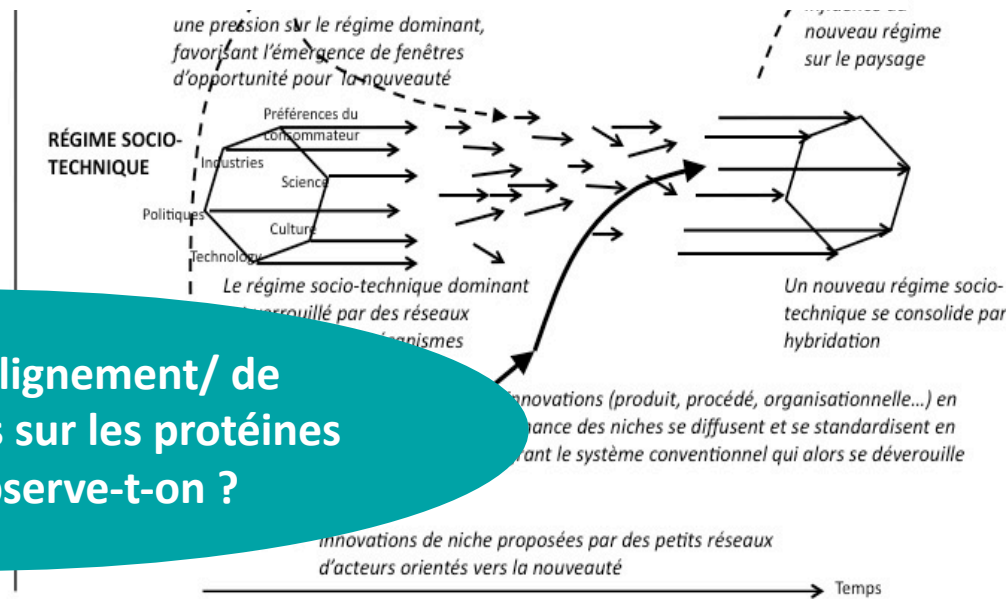 une pression sur le régime dominant,
favorisant l'émergence de fenêtres
d'opportunité pour la nouveauté
nouveau régime
sur le paysage
RÉGIME SOCIO-
TECHNIQUE
Préférences du
consommateur
Industries
Science
Politiques
Culture
Technology
Le régime socio-technique dominant
verrouillé par des réseaux
Un nouveau régime socio-
technique se consolide par
hybridation
lignement/ de
s sur les protéines
serve-t-on ?
innovations (produit, procédé, organisationnelle...) en
nance des niches se diffusent et se standardisent en
rant le système conventionnel qui alors se déverouille
Innovations de niche proposées par des petits réseaux
d'acteurs orientés vers la nouveauté
Temps